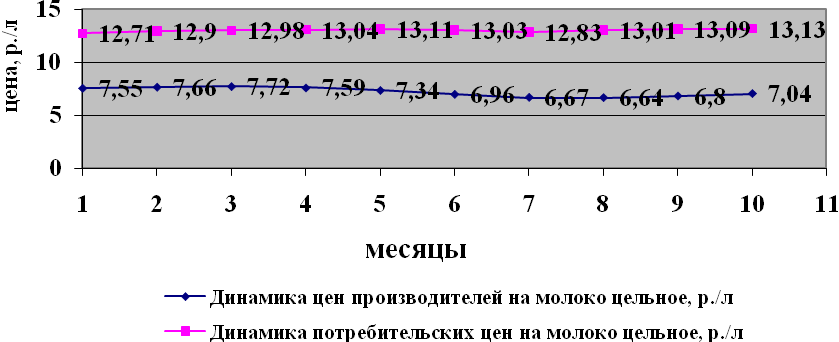 15
12,71 12,9 12,98 13,04 13,11 13,03 12,83 13,01 13,09 13,13
10
7,55 7,66 7,72 7,59 7,34 6,96 6,67 6,64 6,8 7,04
5
0
цена, р./л
1 2 3 4 5 6 7 8 9 10 11
месяцы
Динамика цен производителей на молоко цельное, р./л
Динамика потребительских цен на молоко цельное, р./л